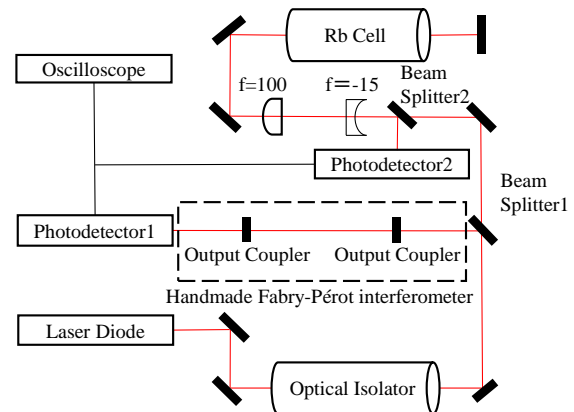 Rb Cell
Oscilloscope
f=100
f=-15
Beam
Splitter2
Photodetector2
Beam
Splitter1
Photodetector1
Output Coupler
Output Coupler
Handmade Fabry-Pérot interferometer
Laser Diode
Optical Isolator